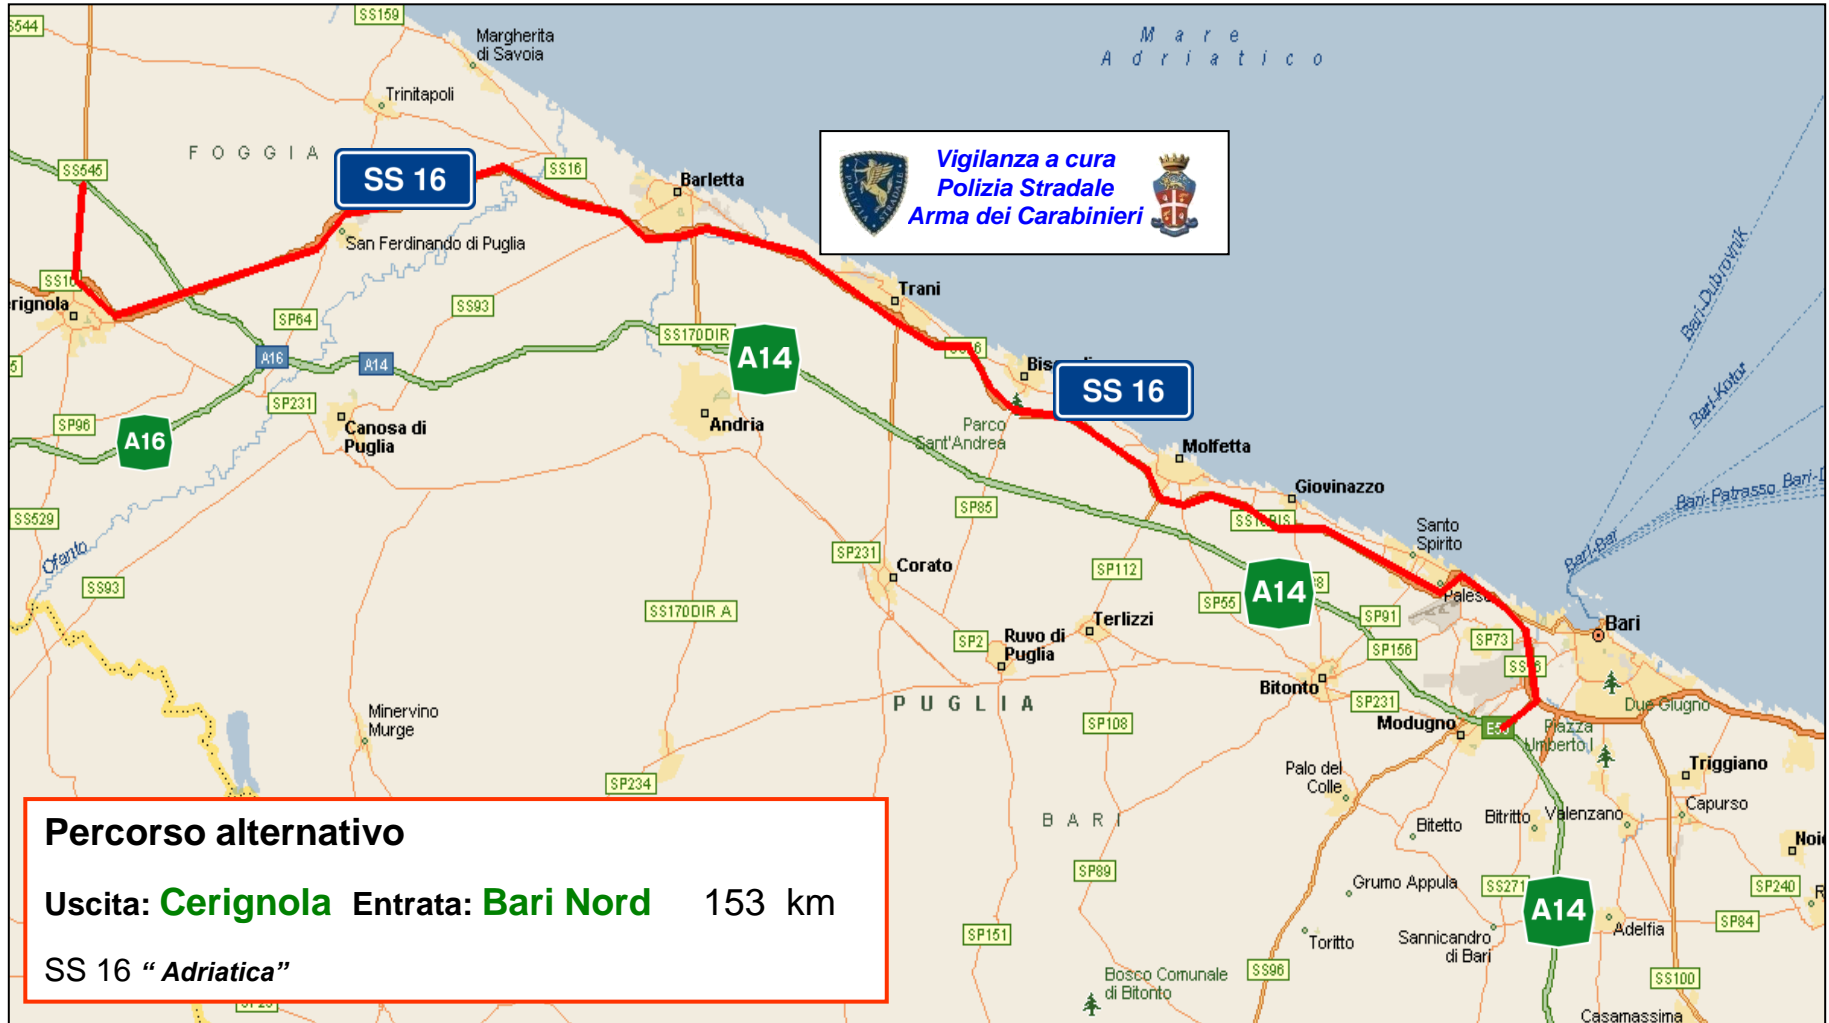 SS159
S544
Margherita
di Savoia
Mare
Adriatico
Trinitapoli
FOGGIA
SS545
SS 16
SS16
Barletta
Vigilanza a cura
Polizia Stradale
Arma dei Carabinieri
POLIZIA STRADALE
San Ferdinando di Puglia
SS16
erignola
SP64
SS93
Trani
SS170DIR
A14
A16
A14
Bari-Dubrovnik
SP231
Canosa di
Puglia
SP96
A16
Andria
Parco
Sant'Andrea
SS 16
Bari-Kotor
Molfetta
Giovinazzo
Bari-Patrasso
SS529
Ofanto
SP85
SS16BIS
Santo
Spirito
Bari-Bar
SP231
Corato
SP112
SS93
SS170DIR A
A14
SP55
SP91
Palese
Terlizzi
SP2
Ruvo di
Puglia
SP156
SP73
Bari
Bitonto
SP231
PUGLIA
SP108
Modugno
Due Giugno
Piazza
Umberto I
Minervino
Murge
SP234
Palo del
Colle
Triggiano
BARI
Bitetto
Bitritto
Valenzano
Capurso
SP89
Grumo Appula
SS271
SP240
A14
Adelfia
SP84
SP151
Toritto
Sannicandro
di Bari
Bosco Comunale
di Bitonto
SS96
SS100
Casamassima
Percorso alternativo
Uscita: Cerignola Entrata: Bari Nord 153 km
SS 16 “ Adriatica”